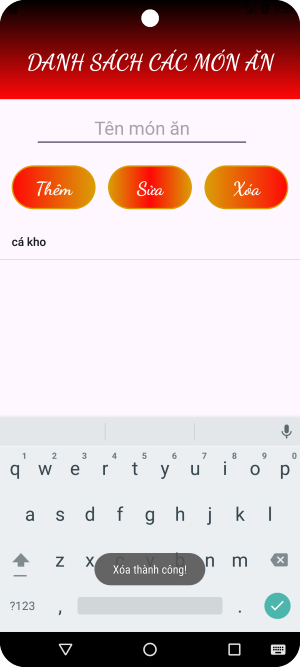 DANH SÁCH CÁC MÓN ĂN
Tên món ăn
Thêm Sửa Xóa
cá kho
1 2 3 4 5 6 7 8 9 0
q w e r t y u i o p
a s d f g h j k l
z x c v b n m
Xóa thành công!
?123 , .